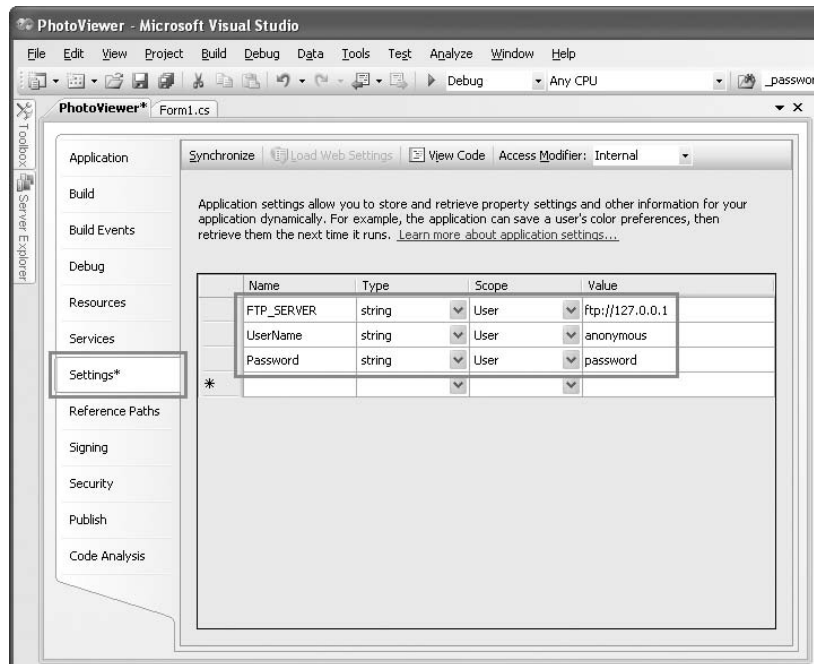 PhotoViewer - Microsoft Visual Studio
File Edit View Project Build Debug Data Tools Test Analyze Window Help
Debug Any CPU
PhotoViewer* Form1.cs
Toolbox
Server Explorer
Synchronize Load Web Settings View Code Access Modifier: Internal
Application settings allow you to store and retrieve property settings and other information for your
application dynamically. For example, the application can save a user's color preferences, then
retrieve them the next time it runs. Learn more about application settings...
Application
Build
Build Events
Debug
Resources
Services
Settings*
Reference Paths
Signing
Security
Publish
Code Analysis
Name Type Scope Value
FTP_SERVER string User ftp://127.0.0.1
UserName string User anonymous
Password string User password
*